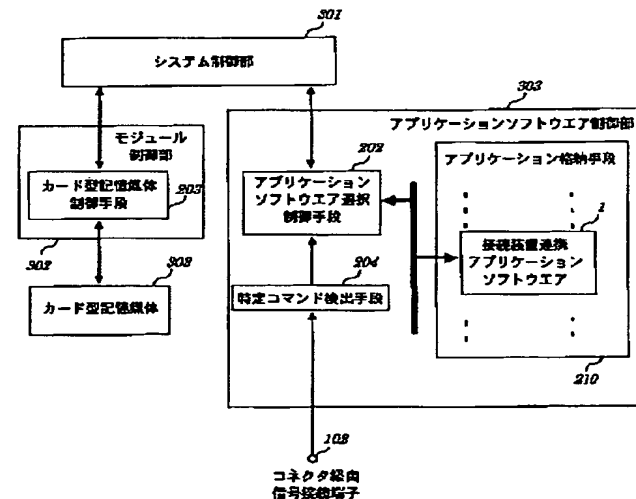 301
システム制御部
303
アプリケーションソフトウエア制御部
モジュール
制御部
カード型記憶媒体
制御手段
203
302
カード型記憶媒体
308
202
アプリケーション
ソフトウエア選択
制御手段
204
特定コマンド検出手段
アプリケーション格納手段
1
接続装置連携
アプリケーション
ソフトウエア
210
102
コネクタ経由
信号接続端子